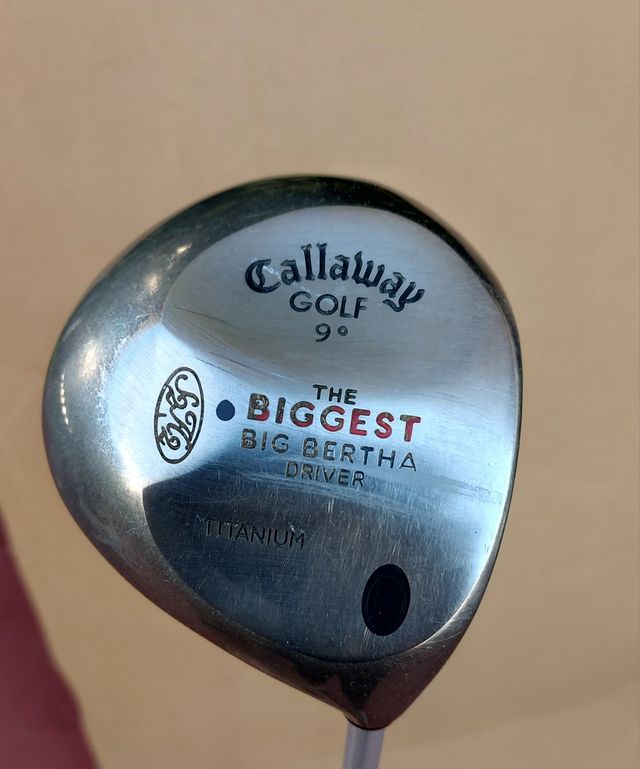 Callaway
GOLF
9°
THE
BIGGEST
BIG BERTHA
DRIVER
TITANIUM